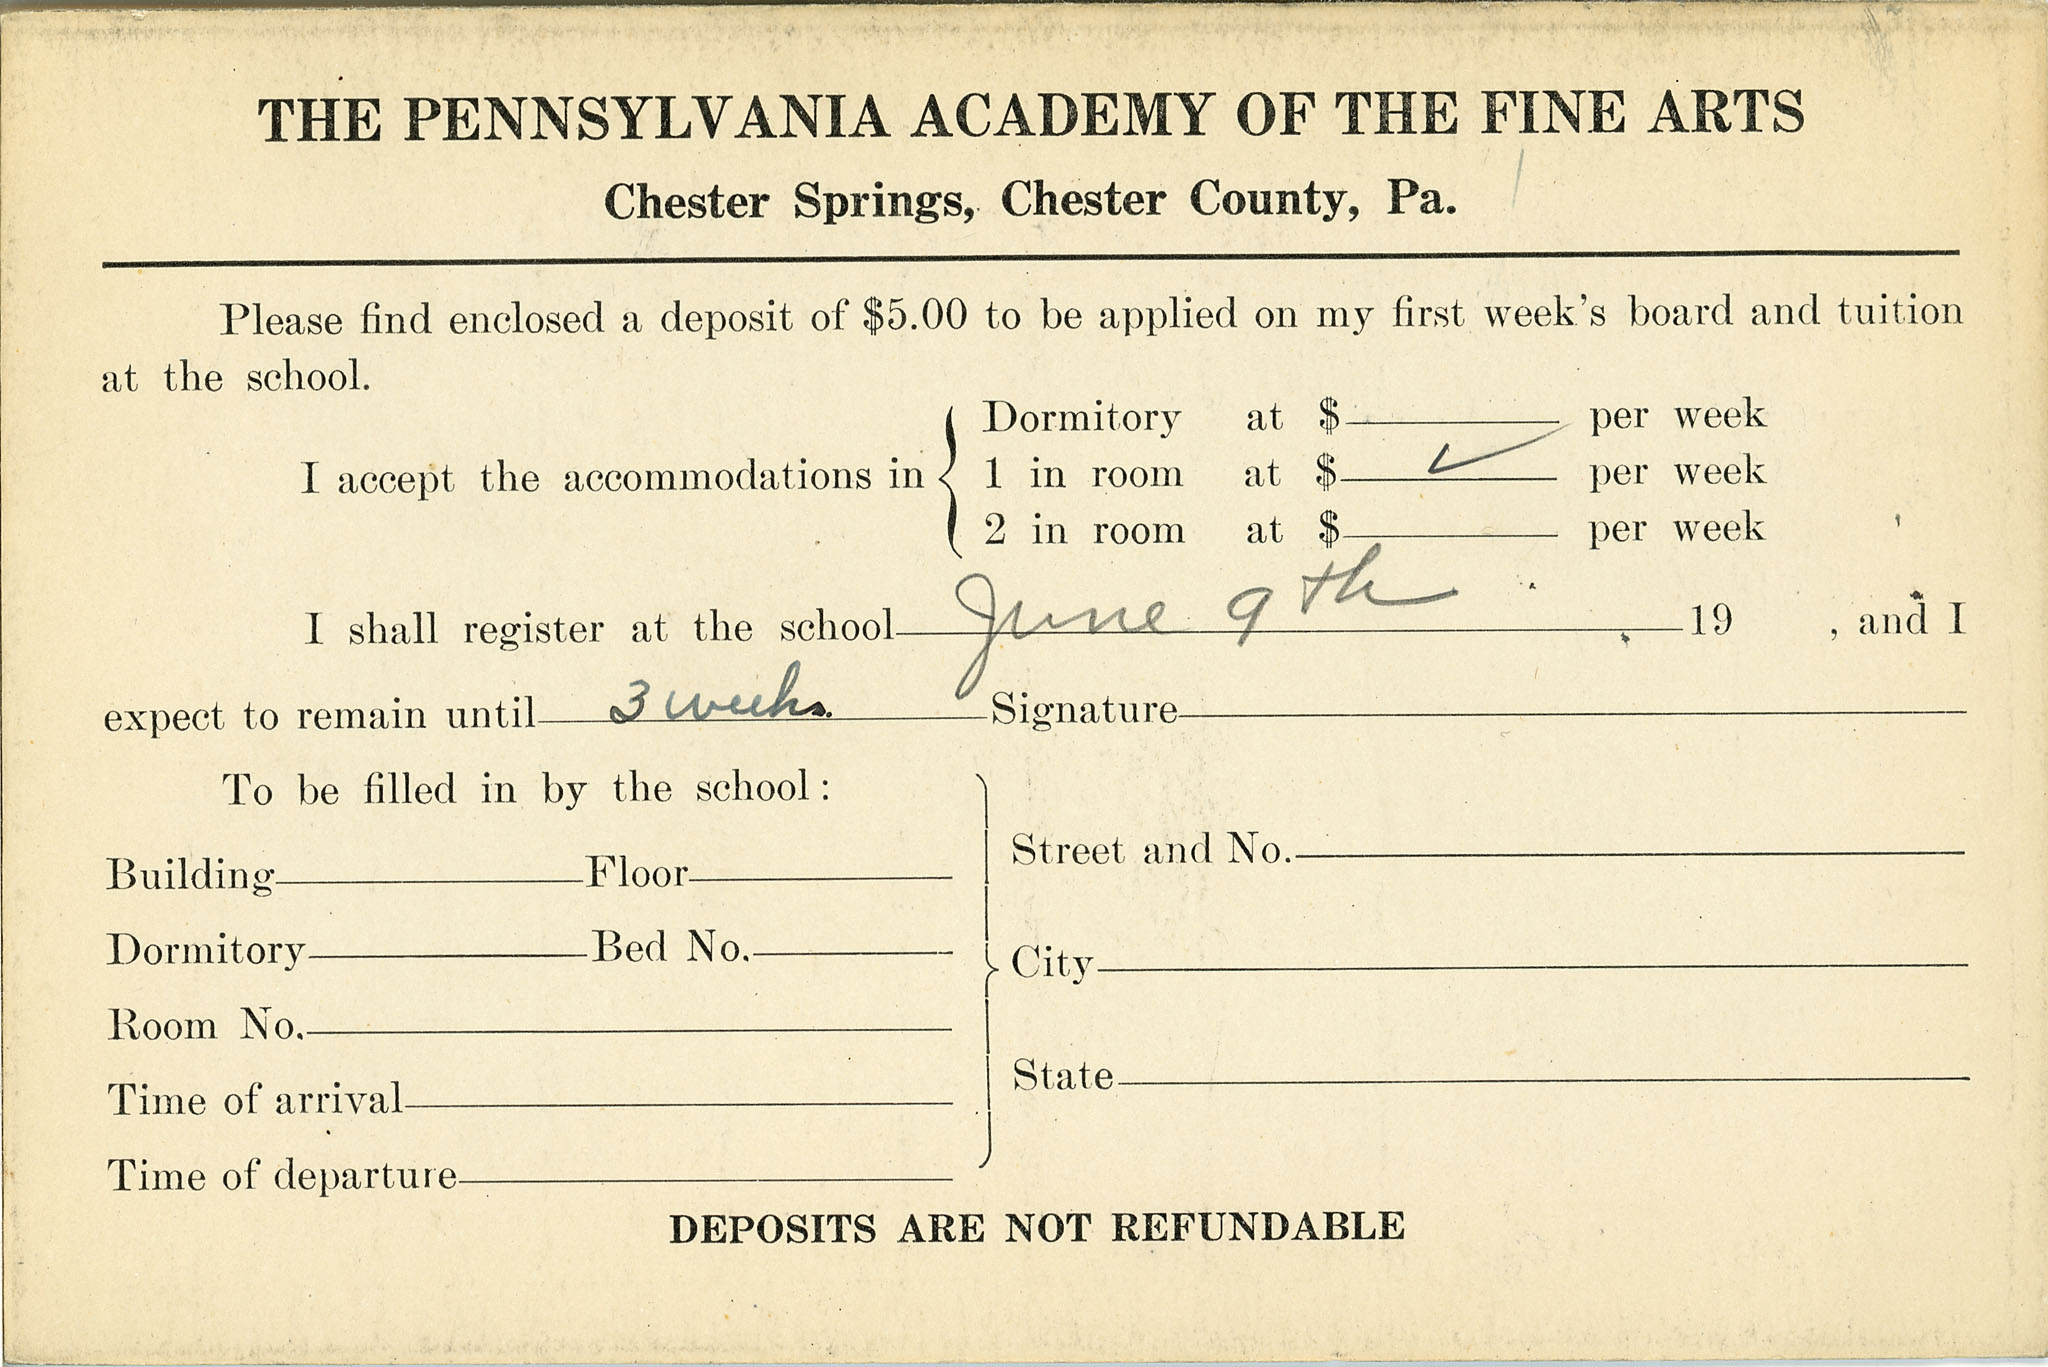 THE PENNSYLVANIA ACADEMY OF THE FINE ARTS
Chester Springs, Chester County, Pa.
Please find enclosed a deposit of $5.00 to be applied on my first week's board and tuition
at the school.
Dormitory at $ per week
I accept the accommodations in 1 in room at $ ✓ per week
2 in room at $ per week
I shall register at the school June 9th 19 , and I
expect to remain until 3 weeks. Signature
To be filled in by the school:
Building Floor
Dormitory Bed No.
Room No.
Time of arrival
Time of departure
Street and No.
City
State
DEPOSITS ARE NOT REFUNDABLE